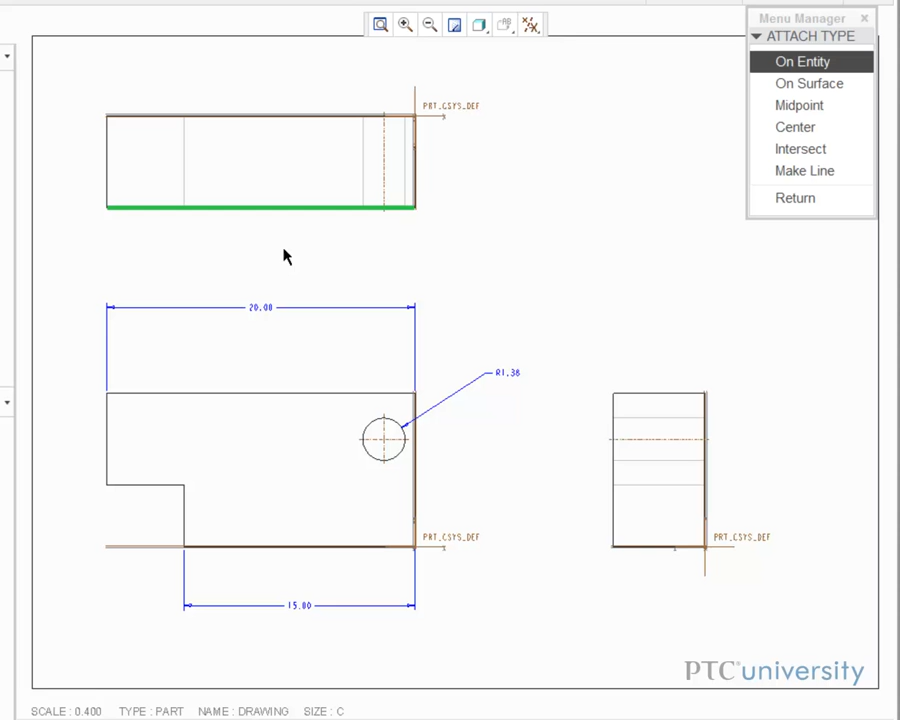 Menu Manager
ATTACH TYPE
On Entity
On Surface
Midpoint
Center
Intersect
Make Line
Return
PRT_CSYS_DEF
20.00
R1.38
PRT_CSYS_DEF
PRT_CSYS_DEF
15.00
PTC university
SCALE : 0.400 TYPE : PART NAME : DRAWING SIZE : C